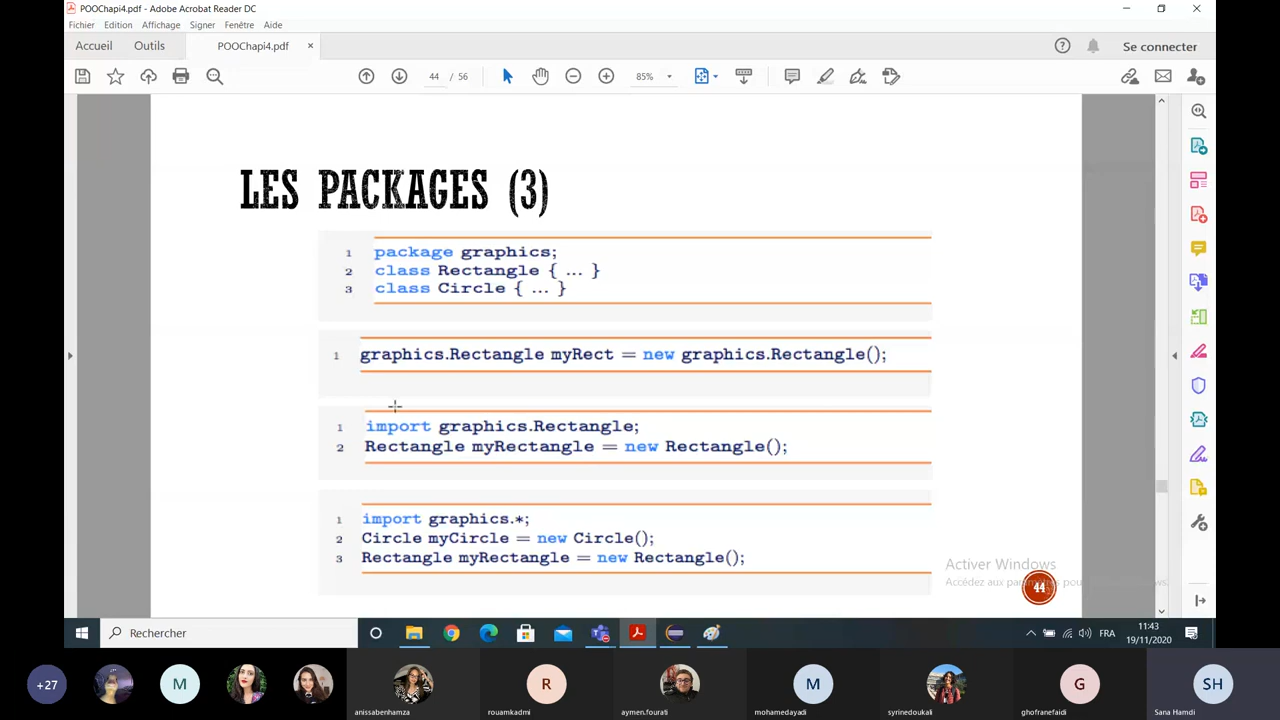 POOChapi4.pdf - Adobe Acrobat Reader DC
Fichier Edition Affichage Signer Fenêtre Aide
Accueil Outils POOChapi4.pdf × Se connecter
44 / 56 85%
LES PACKAGES (3)
1 package graphics;
2 class Rectangle { ... }
3 class Circle { ... }
1 graphics.Rectangle myRect = new graphics.Rectangle();
1 import graphics.Rectangle;
2 Rectangle myRectangle = new Rectangle();
1 import graphics.*;
2 Circle myCircle = new Circle();
3 Rectangle myRectangle = new Rectangle();
Activer Windows
Accédez aux
44
Rechercher
FRA
11:43
19/11/2020
+27 M R M G SH
anissabenhamza rouamkadmi aymen.fourati mohamedayadi syrinedoukali ghofranefaidi Sana Hamdi